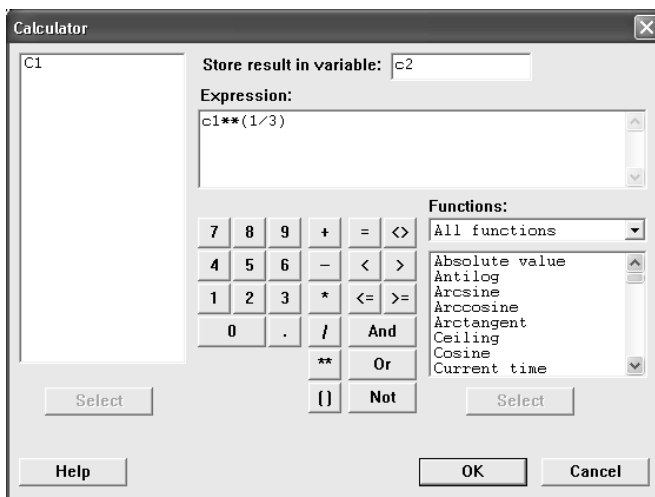 Calculator
C1
Store result in variable: c2
Expression:
c1**(1/3)
Functions:
7 8 9 + = <> All functions
4 5 6 – < > Absolute value
Antilog
1 2 3 * <= >= Arcsine
Arccosine
0 . / And Arctangent
Ceiling
** Or Cosine
Current time
Select () Not Select
Help OK Cancel